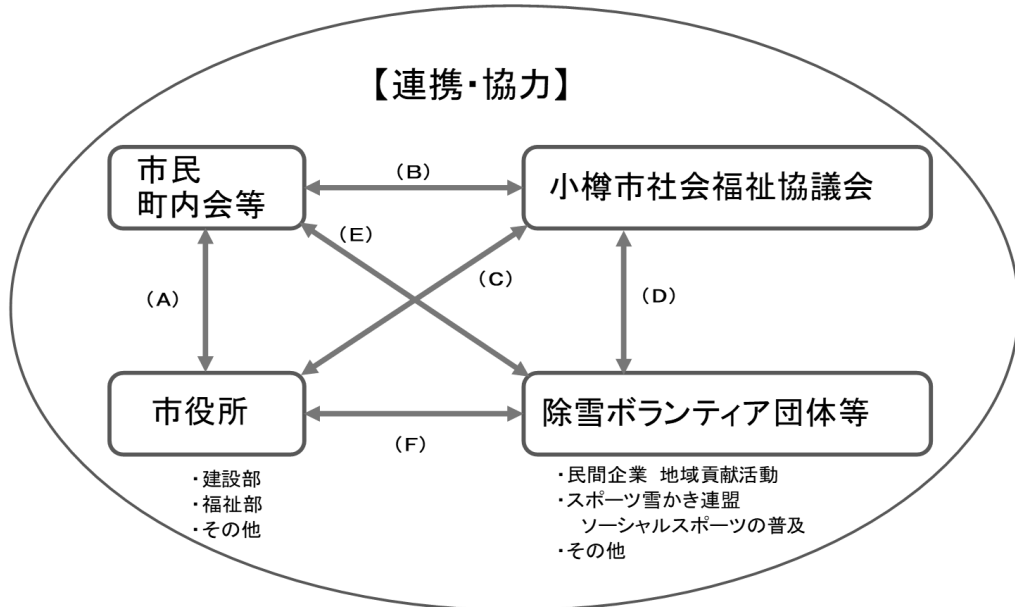 【連携・協力】
市民
町内会等
(B)
小樽市社会福祉協議会
(E)
(C)
(A)
(D)
市役所
(F)
除雪ボランティア団体等
・建設部
・福祉部
・その他
・民間企業 地域貢献活動
・スポーツ雪かき連盟
ソーシャルスポーツの普及
・その他